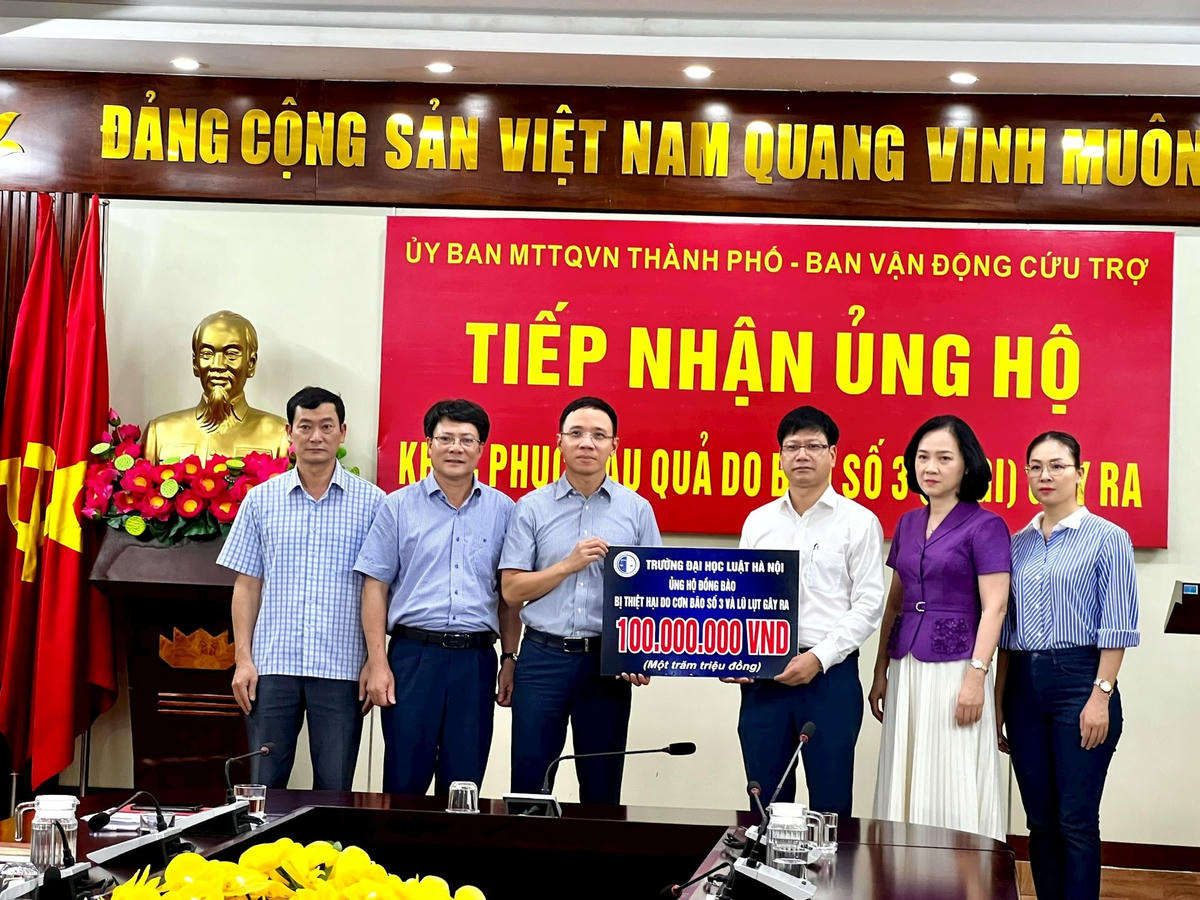 ĐẢNG CỘNG SẢN VIỆT NAM QUANG VINH MUÔN
ỦY BAN MTTQVN THÀNH PHỐ - BAN VẬN ĐỘNG CỨU TRỢ
TIẾP NHẬN ỦNG HỘ
QUẢ DO SỐ 3 RA
TRƯỜNG ĐẠI HỌC LUẬT HÀ NỘI
ỦNG HỘ ĐỒNG BÀO
BỊ THIỆT HẠI DO CƠN BÃO SỐ 3 VÀ LŨ LỤT GÂY RA
100.000.000 VND
(Một trăm triệu đồng)